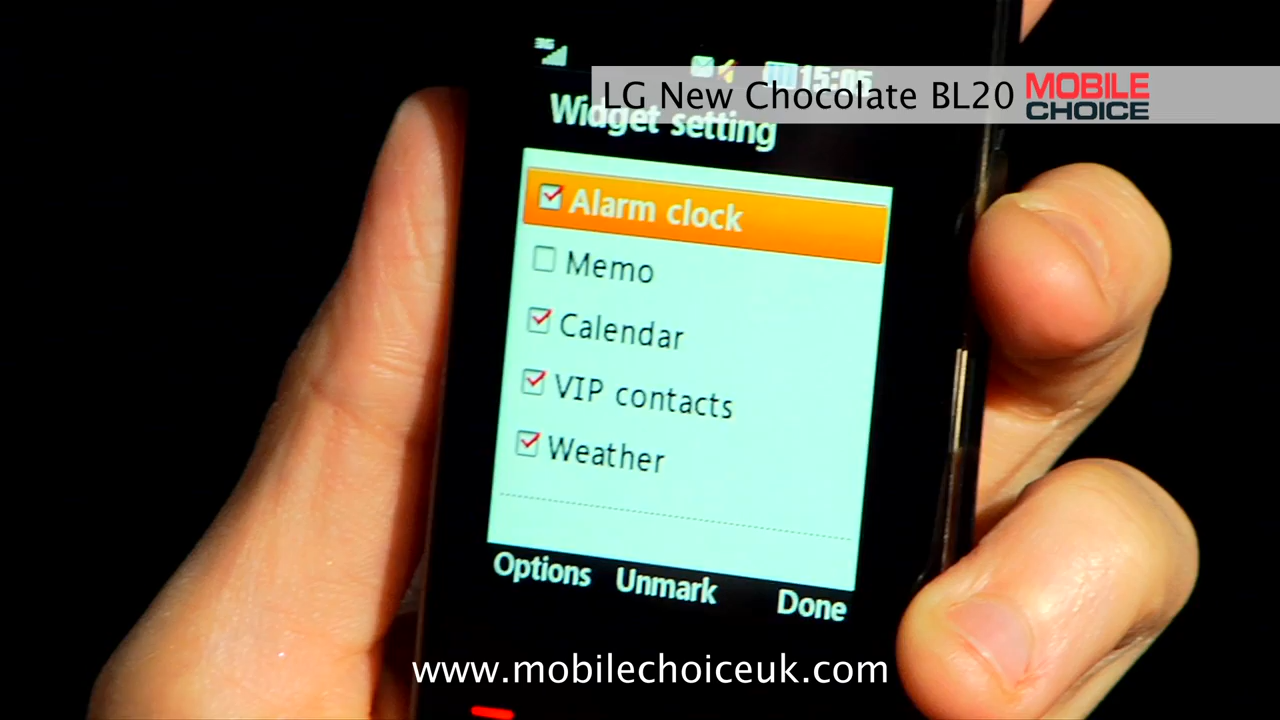 3G
15:05
LG New Chocolate BL20
MOBILE
CHOICE
Widget setting
Alarm clock
Memo
Calendar
VIP contacts
Weather
Options Unmark Done
www.mobilechoiceuk.com